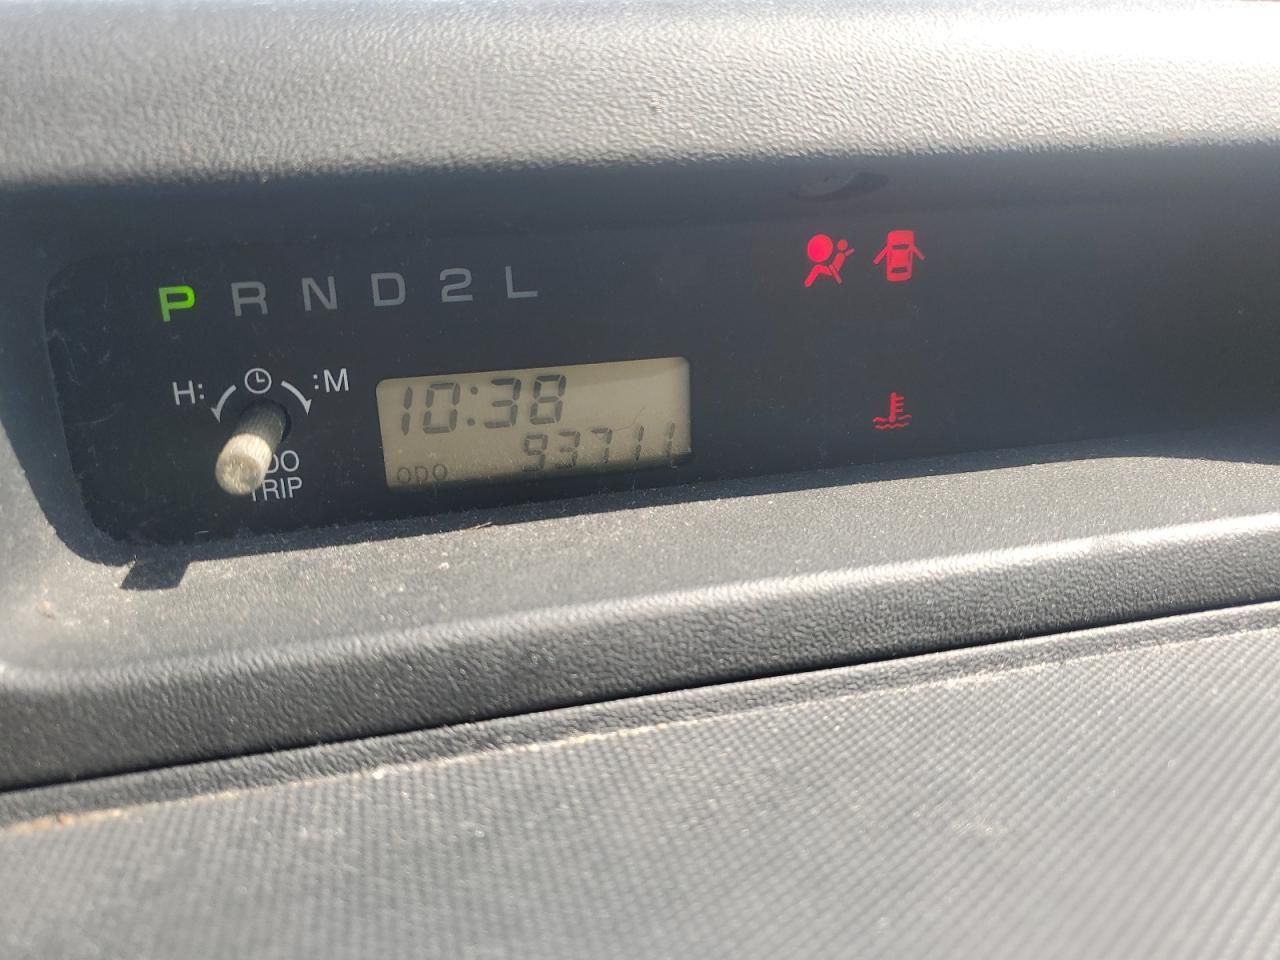 P R N D 2 L
H: :M
10:38
ODO 93711
TRIP